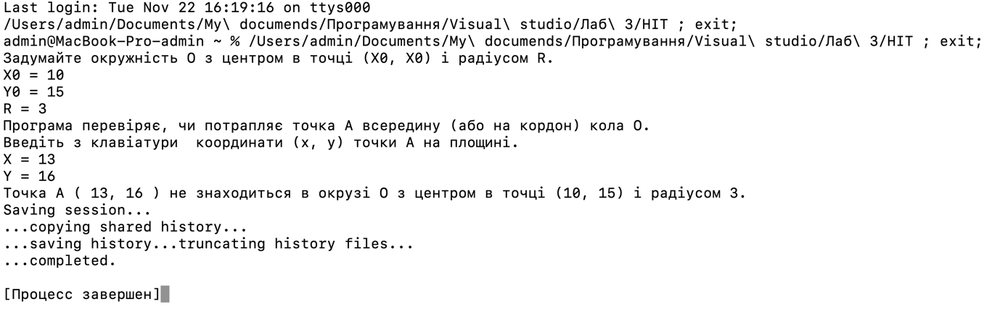 Last login: Tue Nov 22 16:19:16 on ttys000
/Users/admin/Documents/My\ documends/Програмування/Visual\ studio/Лаб\ 3/HIT ; exit;
admin@MacBook-Pro-admin ~ % /Users/admin/Documents/My\ documends/Програмування/Visual\ studio/Лаб\ 3/HIT ; exit;
Задумайте окружність О з центром в точці (X0, X0) і радіусом R.
X0 = 10
Y0 = 15
R = 3
Програма перевіряє, чи потрапляє точка А всередину (або на кордон) кола О.
Введіть з клавіатури  координати (x, y) точки А на площині.
X = 13
Y = 16
Точка А ( 13, 16 ) не знаходиться в окрузі О з центром в точці (10, 15) і радіусом 3.
Saving session...
...copying shared history...
...saving history...truncating history files...
...completed.

[Процесс завершен]